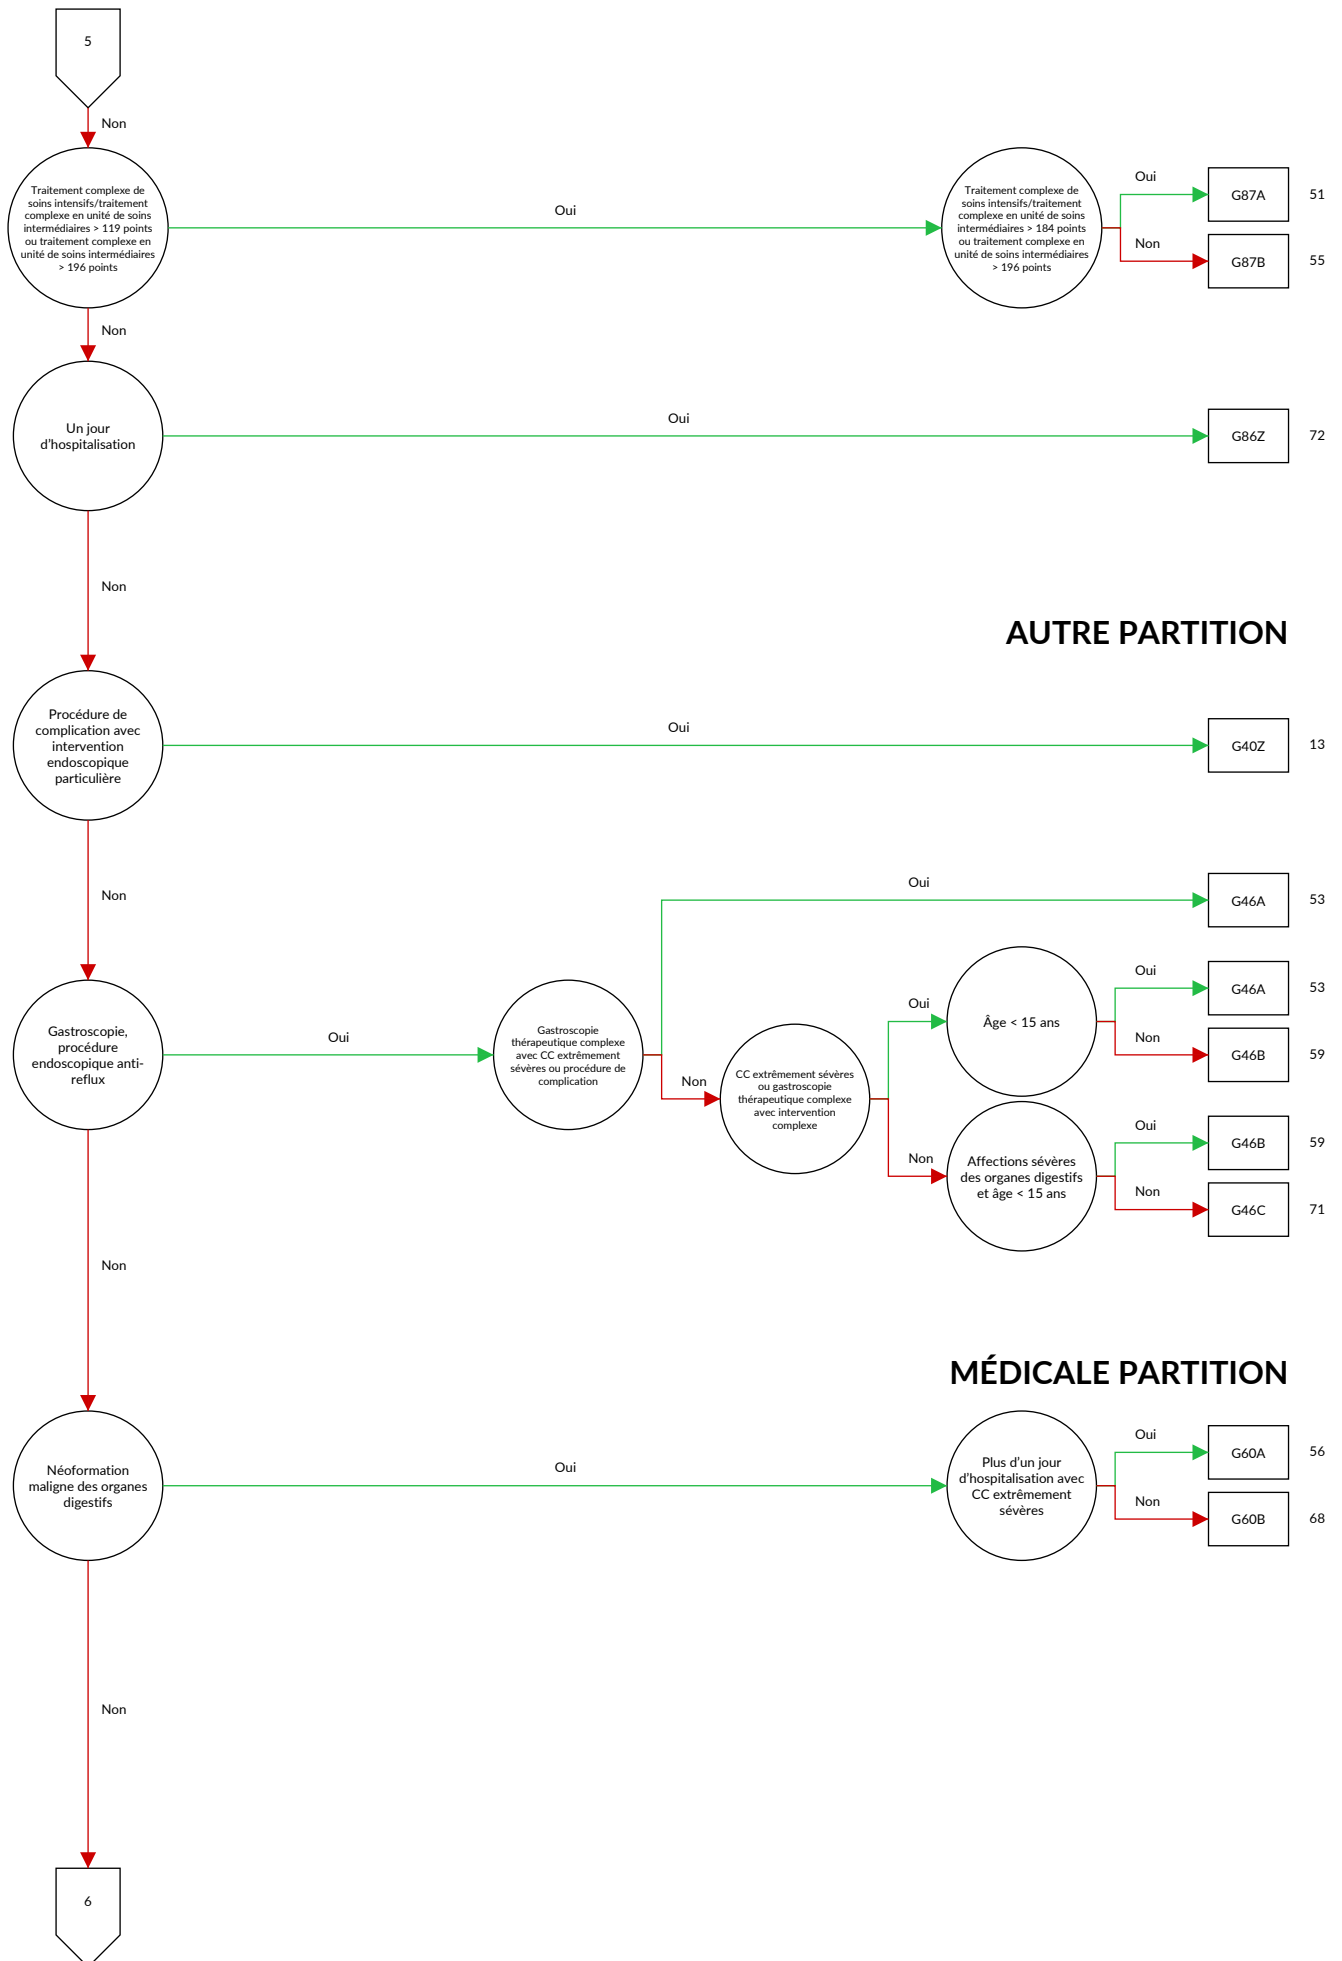 5
Non
Traitement complexe de
soins intensifs/traitement
complexe en unité de soins
intermédiaires > 119 points
ou traitement complexe en
unité de soins intermédiaires
> 196 points
Oui
Traitement complexe de
soins intensifs/traitement
complexe en unité de soins
intermédiaires > 184 points
ou traitement complexe en
unité de soins intermédiaires
> 196 points
Oui
G87A
51
Non
G87B
55
Non
Un jour
d'hospitalisation
Oui
G86Z
72
Non
AUTRE PARTITION
Procédure de
complication avec
intervention
endoscopique
particulière
Oui
G40Z
13
Non
Gastroscopie,
procédure
endoscopique anti-
reflux
Oui
Gastroscopie
thérapeutique complexe
avec CC extrêmement
sévères ou procédure de
complication
Oui
G46A
53
Non
CC extrêmement sévères
ou gastroscopie
thérapeutique complexe
avec intervention
complexe
Oui
Âge < 15 ans
Oui
G46A
53
Non
G46B
59
Non
Affections sévères
des organes digestifs
et âge < 15 ans
Oui
G46B
59
Non
G46C
71
Non
MÉDICALE PARTITION
Néoformation
maligne des organes
digestifs
Oui
Plus d'un jour
d'hospitalisation avec
CC extrêmement
sévères
Oui
G60A
56
Non
G60B
68
Non
6